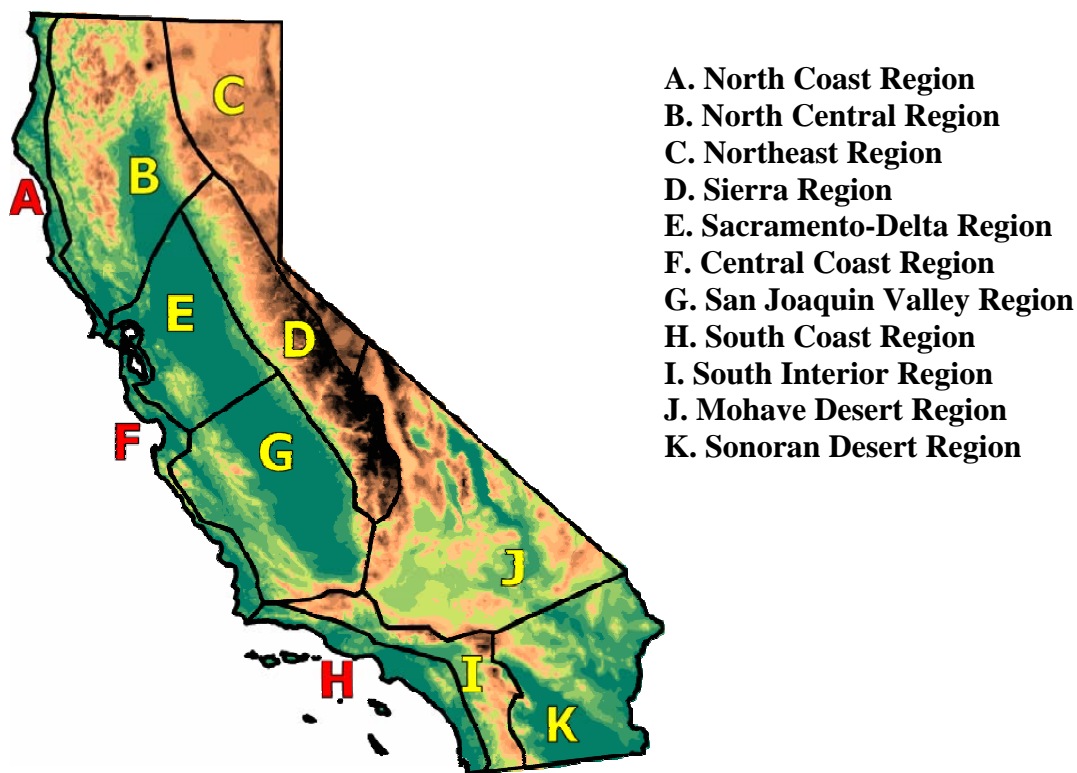 A
B
C
D
E
F
G
H
I
J
K
A. North Coast Region
B. North Central Region
C. Northeast Region
D. Sierra Region
E. Sacramento-Delta Region
F. Central Coast Region
G. San Joaquin Valley Region
H. South Coast Region
I. South Interior Region
J. Mohave Desert Region
K. Sonoran Desert Region